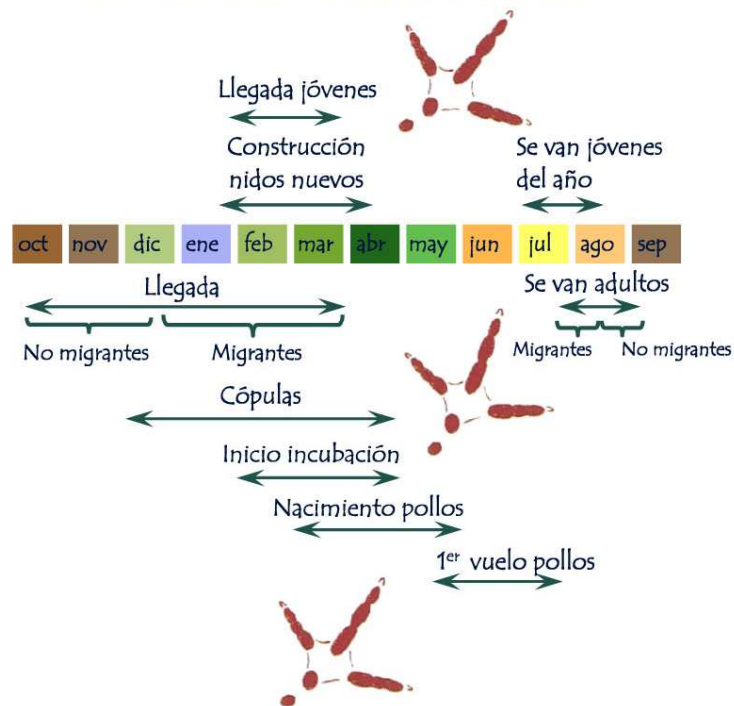 Llegada jóvenes
Construcción
nidos nuevos
Se van jóvenes
del año
oct nov dic ene feb mar abr may jun jul ago sep
Llegada
Se van adultos
No migrantes
Migrantes
Migrantes
No migrantes
Cópulas
Inicio incubación
Nacimiento pollos
1er vuelo pollos